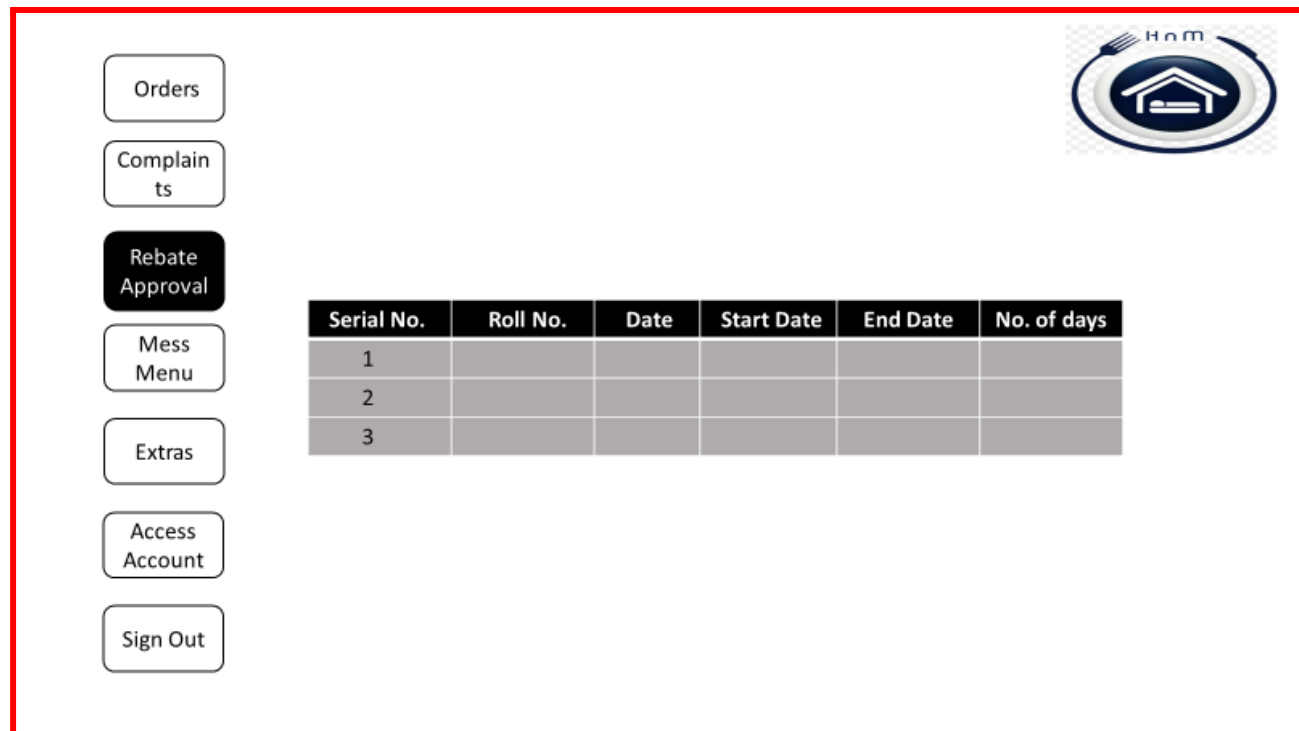 HnM
Orders
Complain
ts
Rebate
Approval
Mess
Menu
Extras
Access
Account
Sign Out
Serial No. Roll No. Date Start Date End Date No. of days
1
2
3